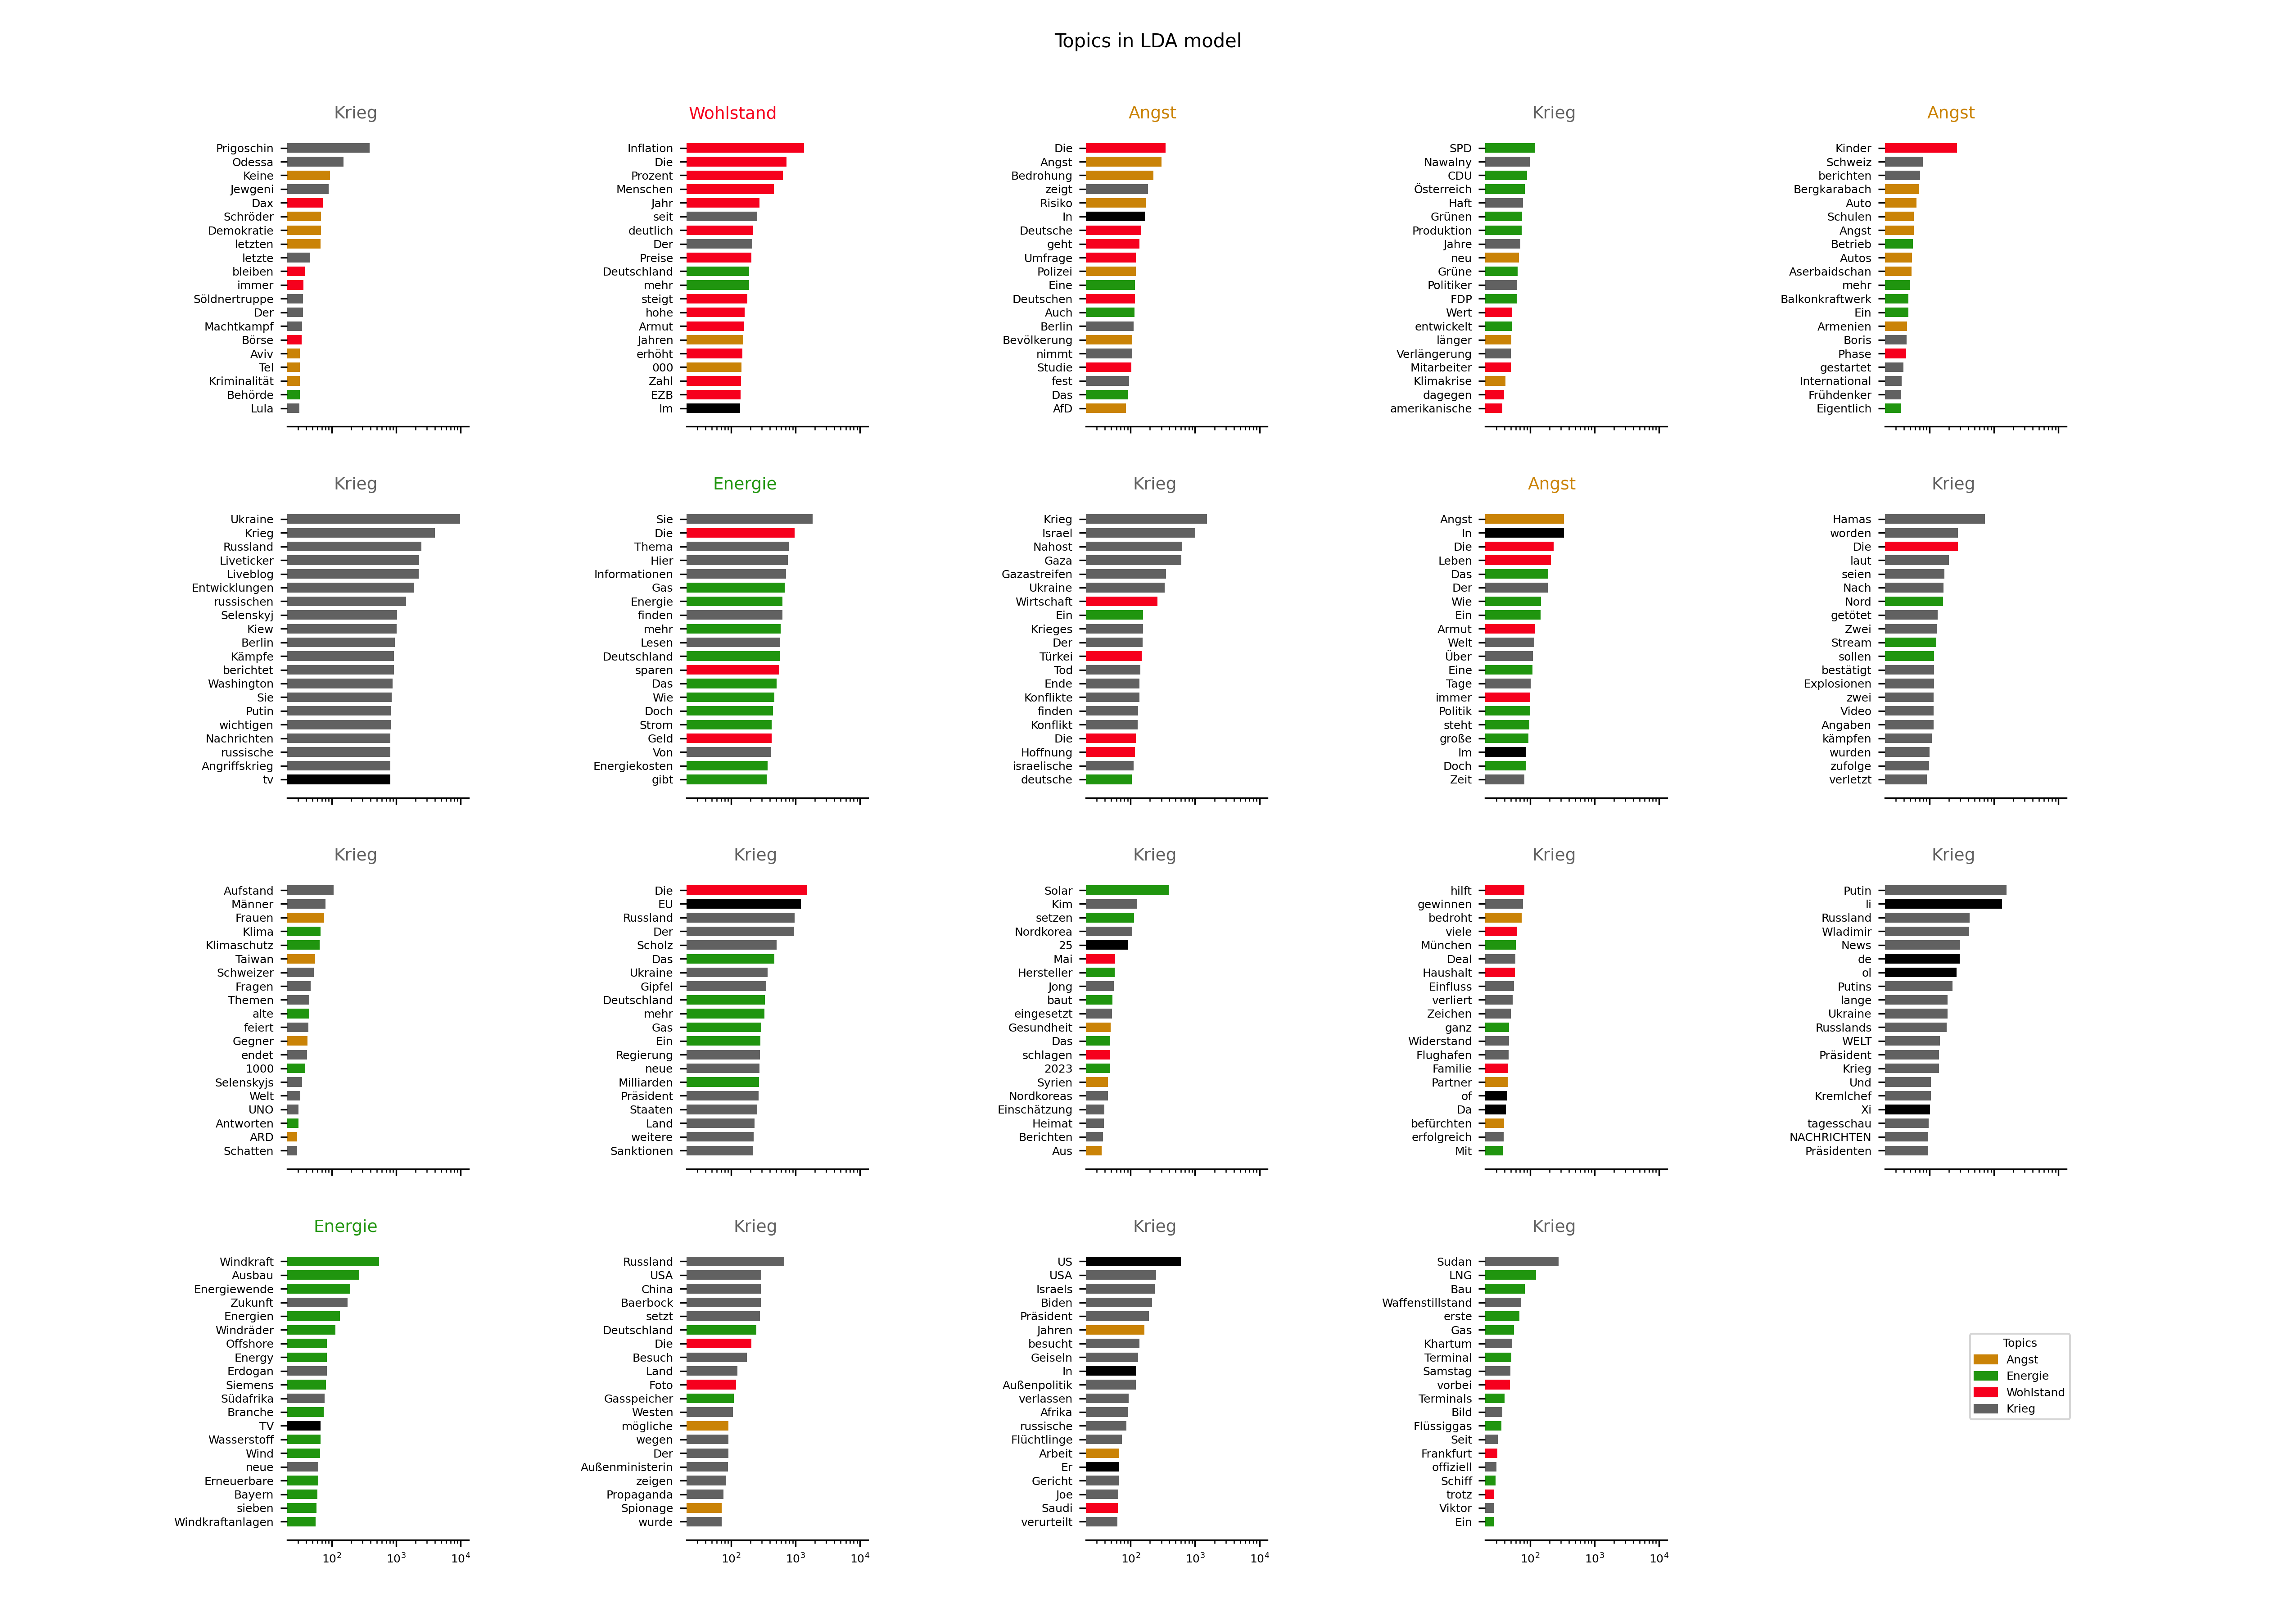 Topics in LDA model
Krieg
Prigoschin
Odessa
Keine
Jewgeni
Dax
Schröder
Demokratie
letzten
letzte
bleiben
immer
Söldnertruppe
Der
Machtkampf
Börse
Aviv
Tel
Kriminalität
Behörde
Lula
Wohlstand
Inflation
Die
Prozent
Menschen
Jahr
seit
deutlich
Der
Preise
Deutschland
mehr
steigt
hohe
Armut
Jahren
erhöht
000
Zahl
EZB
Im
Angst
Die
Angst
Bedrohung
zeigt
Risiko
In
Deutsche
geht
Umfrage
Polizei
Eine
Deutschen
Auch
Berlin
Bevölkerung
nimmt
Studie
fest
Das
AfD
Krieg
SPD
Nawalny
CDU
Österreich
Haft
Grünen
Produktion
Jahre
neu
Grüne
Politiker
FDP
Wert
entwickelt
länger
Verlängerung
Mitarbeiter
Klimakrise
dagegen
amerikanische
Angst
Kinder
Schweiz
berichten
Bergkarabach
Auto
Schulen
Angst
Betrieb
Autos
Aserbaidschan
mehr
Balkonkraftwerk
Ein
Armenien
Boris
Phase
gestartet
International
Frühdenker
Eigentlich
Krieg
Ukraine
Krieg
Russland
Liveticker
Liveblog
Entwicklungen
russischen
Selenskyj
Kiew
Berlin
Kämpfe
berichtet
Washington
Sie
Putin
wichtigen
Nachrichten
russische
Angriffskrieg
tv
Energie
Sie
Die
Thema
Hier
Informationen
Gas
Energie
finden
mehr
Lesen
Deutschland
sparen
Das
Wie
Doch
Strom
Geld
Von
Energiekosten
gibt
Krieg
Krieg
Israel
Nahost
Gaza
Gazastreifen
Ukraine
Wirtschaft
Ein
Krieges
Der
Türkei
Tod
Ende
Konflikte
finden
Konflikt
Die
Hoffnung
israelische
deutsche
Angst
Angst
In
Die
Leben
Das
Der
Wie
Ein
Armut
Welt
Über
Eine
Tage
immer
Politik
steht
große
Im
Doch
Zeit
Krieg
Hamas
worden
Die
laut
seien
Nach
Nord
getötet
Zwei
Stream
sollen
bestätigt
Explosionen
zwei
Video
Angaben
kämpfen
wurden
zufolge
verletzt
Krieg
Aufstand
Männer
Frauen
Klima
Klimaschutz
Taiwan
Schweizer
Fragen
Themen
alte
feiert
Gegner
endet
1000
Selenskyjs
Welt
UNO
Antworten
ARD
Schatten
Krieg
Die
EU
Russland
Der
Scholz
Das
Ukraine
Gipfel
Deutschland
mehr
Gas
Ein
Regierung
neue
Milliarden
Präsident
Staaten
Land
weitere
Sanktionen
Krieg
Solar
Kim
setzen
Nordkorea
25
Mai
Hersteller
Jong
baut
eingesetzt
Gesundheit
Das
schlagen
2023
Syrien
Nordkoreas
Einschätzung
Heimat
Berichten
Aus
Krieg
hilft
gewinnen
bedroht
viele
München
Deal
Haushalt
Einfluss
verliert
Zeichen
ganz
Widerstand
Flughafen
Familie
Partner
of
Da
befürchten
erfolgreich
Mit
Krieg
Putin
li
Russland
Wladimir
News
de
ol
Putins
lange
Ukraine
Russlands
WELT
Präsident
Krieg
Und
Kremlchef
Xi
tagesschau
NACHRICHTEN
Präsidenten
Energie
Windkraft
Ausbau
Energiewende
Zukunft
Energien
Windräder
Offshore
Energy
Erdogan
Siemens
Südafrika
Branche
TV
Wasserstoff
Wind
neue
Erneuerbare
Bayern
sieben
Windkraftanlagen
10² 10³ 10⁴
Krieg
Russland
USA
China
Baerbock
setzt
Deutschland
Die
Besuch
Land
Foto
Gasspeicher
Westen
mögliche
wegen
Der
Außenministerin
zeigen
Propaganda
Spionage
wurde
10² 10³ 10⁴
Krieg
US
USA
Israels
Biden
Präsident
Jahren
besucht
Geiseln
In
Außenpolitik
verlassen
Afrika
russische
Flüchtlinge
Arbeit
Er
Gericht
Joe
Saudi
verurteilt
10² 10³ 10⁴
Krieg
Sudan
LNG
Bau
Waffenstillstand
erste
Gas
Khartum
Terminal
Samstag
vorbei
Terminals
Bild
Flüssiggas
Seit
Frankfurt
offiziell
Schiff
trotz
Viktor
Ein
10² 10³ 10⁴
Topics
Angst
Energie
Wohlstand
Krieg